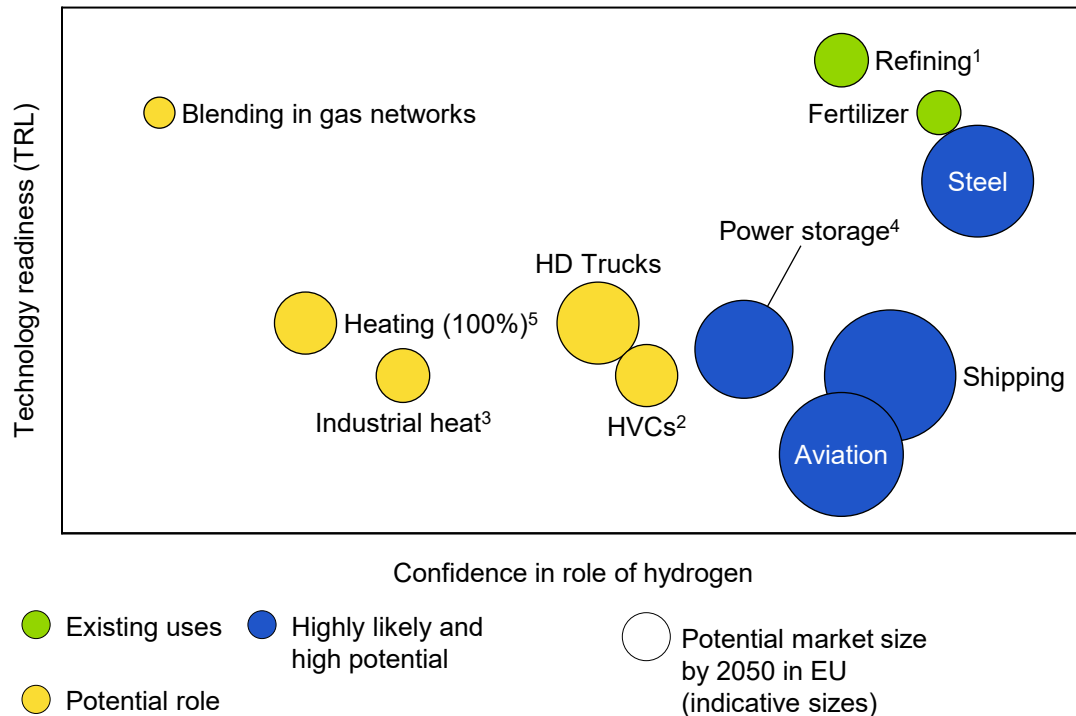 Refining¹
Blending in gas networks
Fertilizer
Steel
Power storage⁴
HD Trucks
Heating (100%)⁵
Shipping
Industrial heat³
HVCs²
Aviation
Technology readiness (TRL)
Confidence in role of hydrogen
Existing uses
Highly likely and
high potential
Potential role
Potential market size
by 2050 in EU
(indicative sizes)